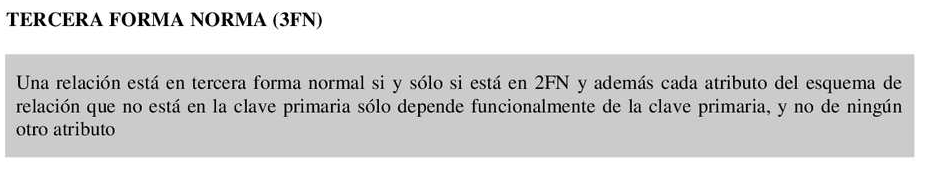 TERCERA FORMA NORMA (3FN)
Una relación está en tercera forma normal si y sólo si está en 2FN y además cada atributo del esquema de
relación que no está en la clave primaria sólo depende funcionalmente de la clave primaria, y no de ningún
otro atributo